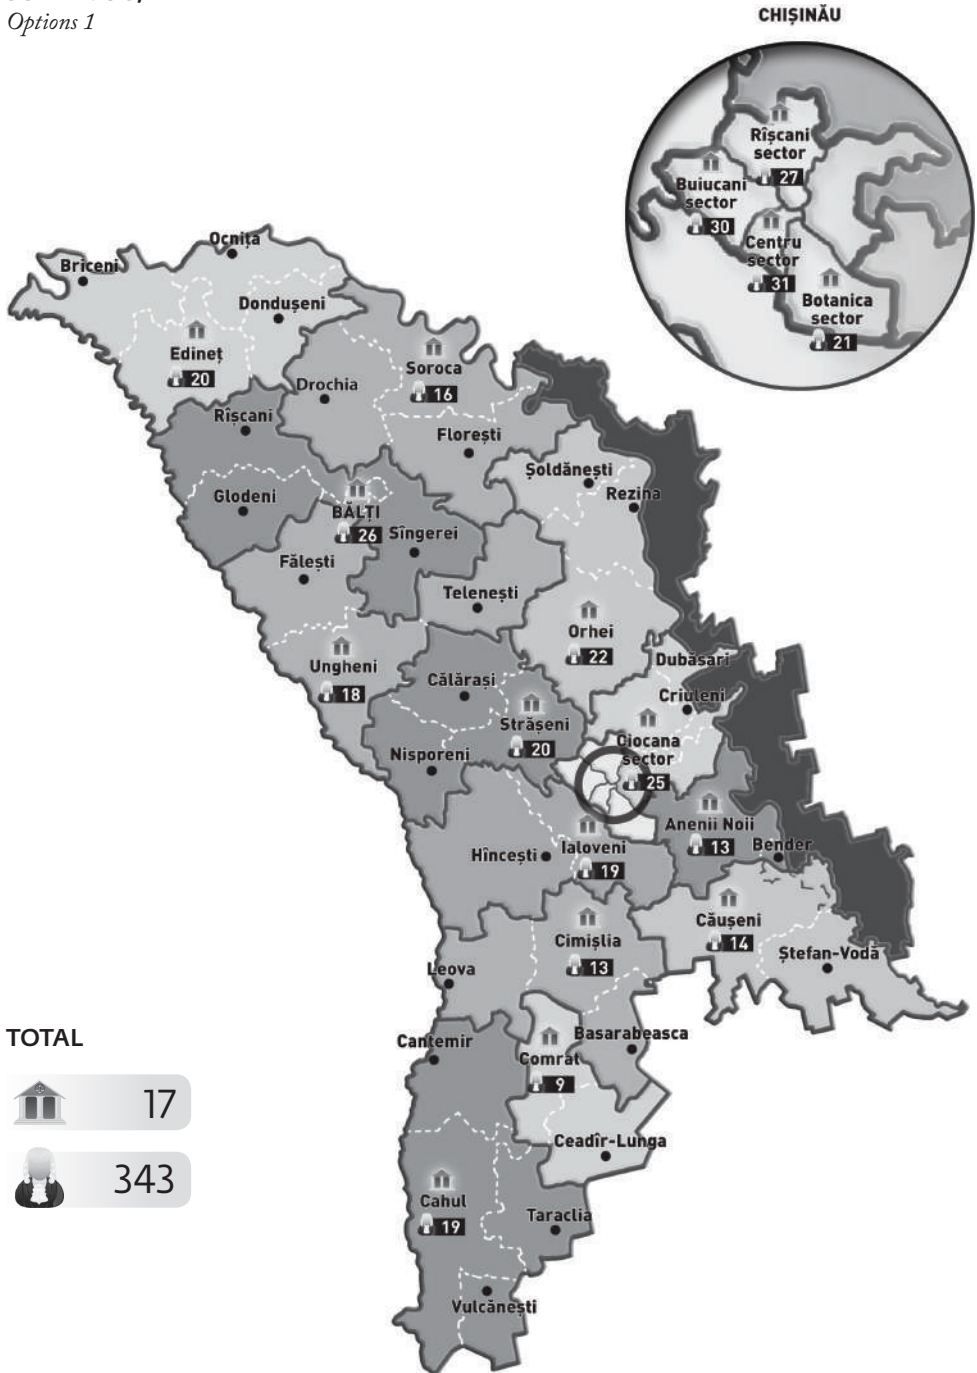 Options 1
CHIȘINĂU
Rîșcani
sector
27
Buiucani
sector
30
Centru
sector
31
Botanica
sector
21
Ocnița
Briceni
Dondușeni
Edineț
20
Soroca
16
Drochia
Rîșcani
Florești
Șoldănești
Rezina
Glodeni
BĂLȚI
26
Sîngerei
Fălești
Telenești
Orhei
22
Dubăsari
Ungheni
18
Călărași
Criuleni
Strășeni
20
Ciocana
sector
25
Nisporeni
Anenii Noii
13
Bender
Hîncești
Ialoveni
19
Căușeni
14
Cimișlia
13
Ștefan-Vodă
Leova
Cantemir
Basarabeasca
Comrat
9
Ceadîr-Lunga
Cahul
19
Taraclia
Vulcănești
TOTAL
17
343